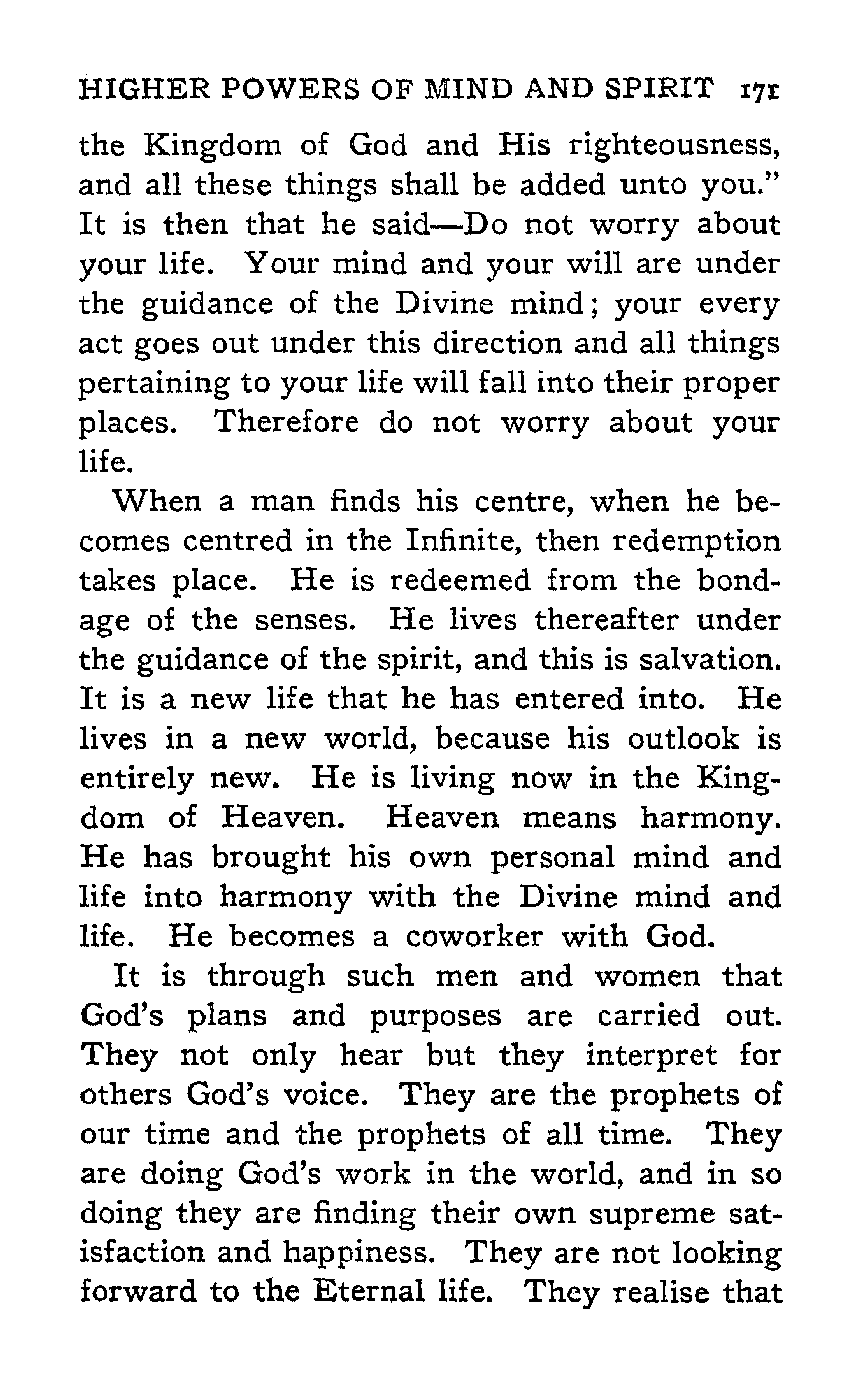 HIGHER POWERS OF MIND AND SPIRIT 171
the Kingdom of God and His righteousness,
and all these things shall be added unto you."
It is then that he said—Do not worry about
your life. Your mind and your will are under
the guidance of the Divine mind; your every
act goes out under this direction and all things
pertaining to your life will fall into their proper
places. Therefore do not worry about your
life.
When a man finds his centre, when he be-
comes centred in the Infinite, then redemption
takes place. He is redeemed from the bond-
age of the senses. He lives thereafter under
the guidance of the spirit, and this is salvation.
It is a new life that he has entered into. He
lives in a new world, because his outlook is
entirely new. He is living now in the King-
dom of Heaven. Heaven means harmony.
He has brought his own personal mind and
life into harmony with the Divine mind and
life. He becomes a coworker with God.
It is through such men and women that
God's plans and purposes are carried out.
They not only hear but they interpret for
others God's voice. They are the prophets of
our time and the prophets of all time. They
are doing God's work in the world, and in so
doing they are finding their own supreme sat-
isfaction and happiness. They are not looking
forward to the Eternal life. They realise that